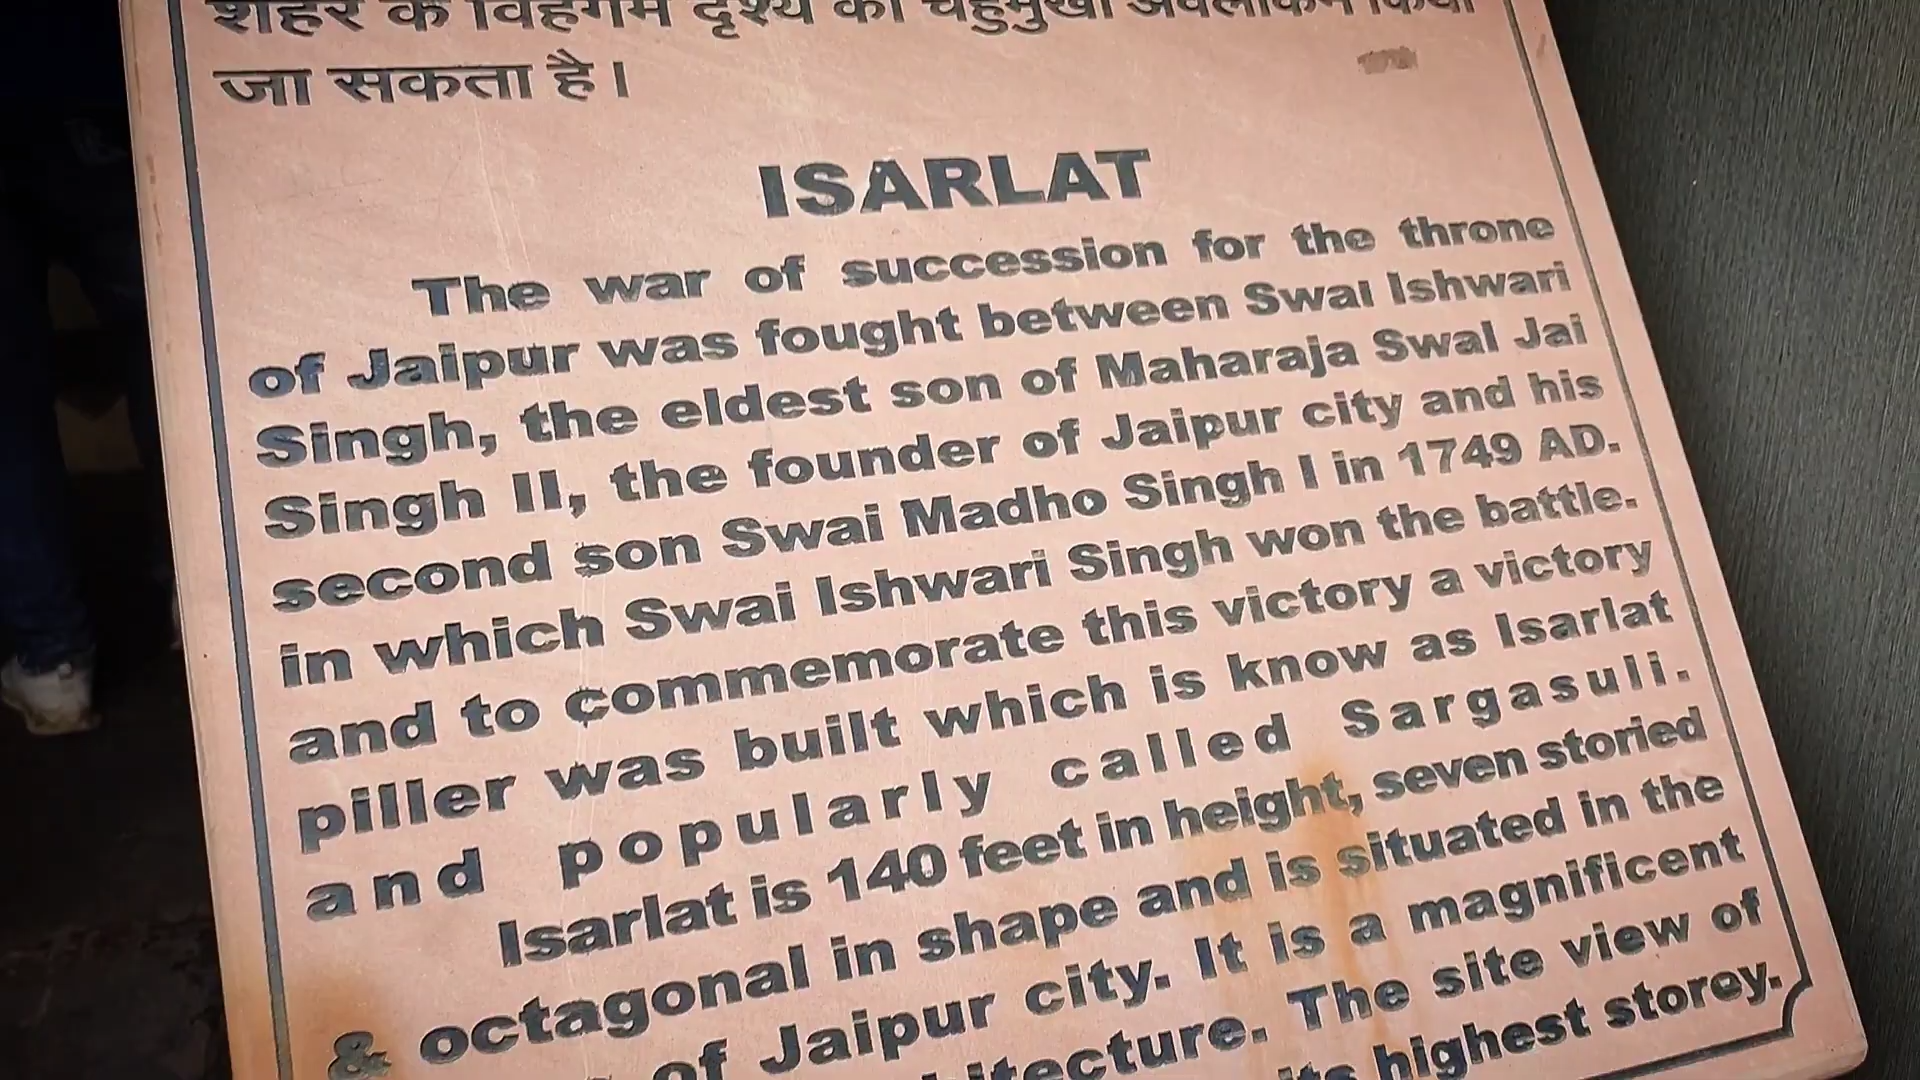 शहर के विहंगम दृश्य का चहुंमुखी अवलोकन किया
जा सकता है।
ISARLAT
The war of succession for the throne
of Jaipur was fought between Swai Ishwari
Singh, the eldest son of Maharaja Swai Jai
Singh II, the founder of Jaipur city and his
second son Swai Madho Singh I in 1749 AD.
in which Swai Ishwari Singh won the battle.
and to commemorate this victory a victory
piller was built which is know as Isarlat
and popularly called Sargasuli.
Isarlat is 140 feet in height, seven storied
& octagonal in shape and is situated in the
of Jaipur city. It is a magnificent
The site view of
its highest storey.